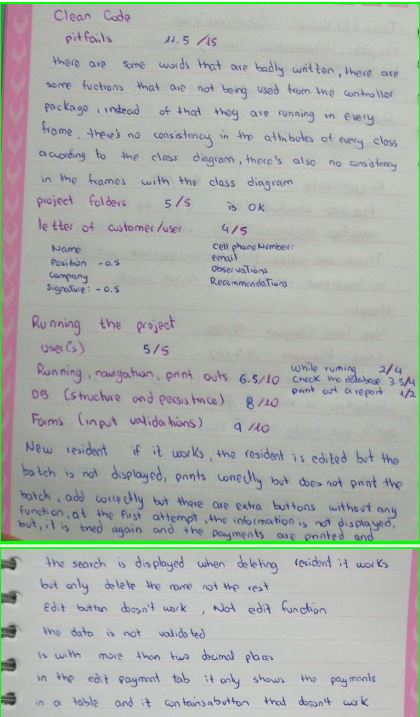 Clean Code
pitfalls 11.5 /15
there are some words that are badly written, there are
some fuctions that are not being used from the controller
package, instead of that they are running in every
frame. there's no consistency in the attributes of every class
acoording to the class diagram, there's also no consistency
in the frames with the class diagram
project folders 5/5 is OK
letter of customer/user 4/5
Name cell phone Number:
Position -0.5 email
Company Observations
Signature: -0.5 Recommendations
Running the project
User(s) 5/5
Running, navigation, print outs 6.5/10 while running 2/4
DB (structure and persistence) 8/10 check the database 3.5/4
Forms (input validations) 9/10 print out a report 1/2
New resident if it works, the resident is edited but the
batch is not displayed, prints correctly but does not print the
batch, add correctly but there are extra buttons without any
function, at the first attempt, the information is not displayed,
but, it is tried again and the payments are printed and
the search is displayed when deleting resident it works
but only delete the name not the rest
Edit button doesn't work, Not edit function
the data is not validated
is with more than two decimal places
in the edit payment tab it only shows the payments
in a table and it contains a button that doesn't work